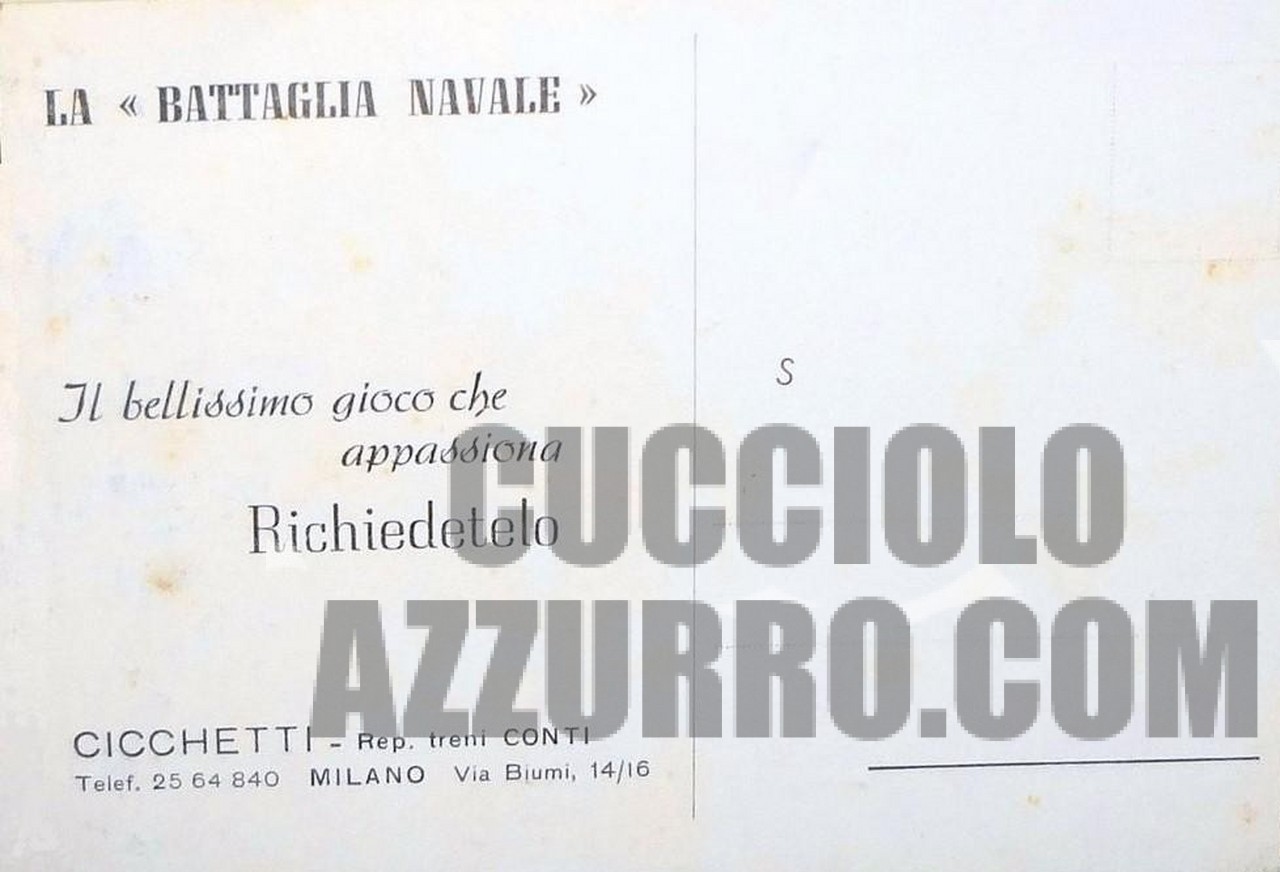 LA « BATTAGLIA NAVALE »
Il bellissimo gioco che
appassiona
Richiedetelo
CICCHETTI - Rep. treni CONTI
Telef. 25 64 840 MILANO Via Biumi, 14/16
S
CUCCIOLO
AZZURRO.COM